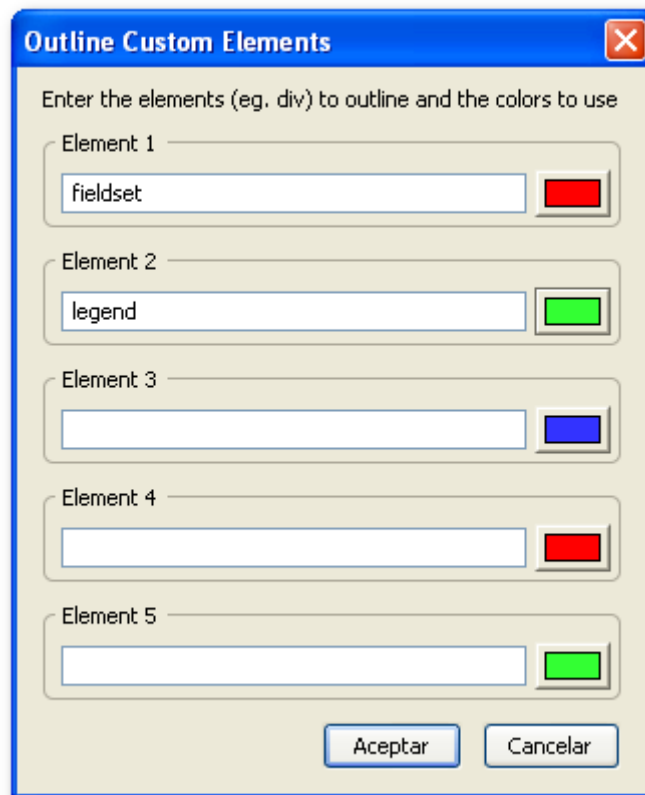 Outline Custom Elements
Enter the elements (eg. div) to outline and the colors to use
Element 1
fieldset
Element 2
legend
Element 3
Element 4
Element 5
Aceptar Cancelar